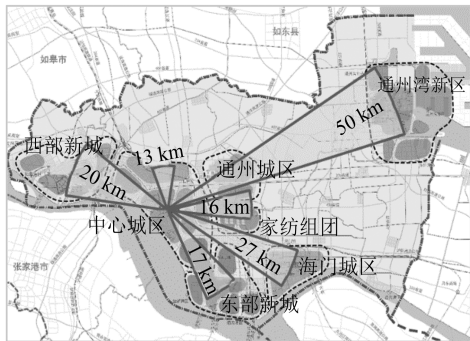 如东县
如皋市
通州湾新区
50 km
西部新城
13 km
通州城区
20 km
16 km
中心城区
家纺组团
27 km
海门城区
17 km
张家港市
东部新城